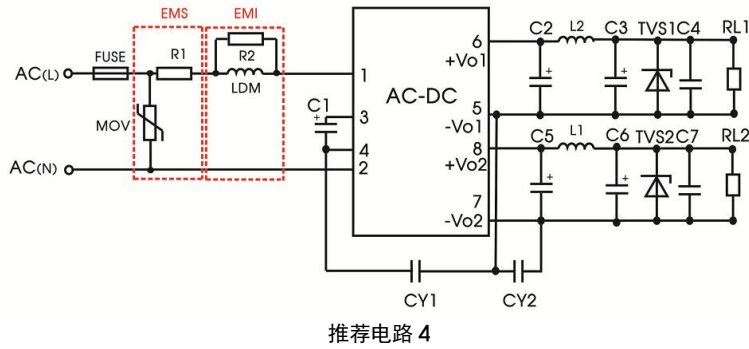 EMS EMI
FUSE R1 R2
AC(L) LDM
MOV
AC(N)
C1
+
1
3
4
2
AC-DC
6
+Vo1
5
-Vo1
8
+Vo2
7
-Vo2
C2 L2 C3 TVS1 C4 RL1
+ +
C5 L1 C6 TVS2 C7 RL2
+ +
CY1 CY2
推荐电路 4